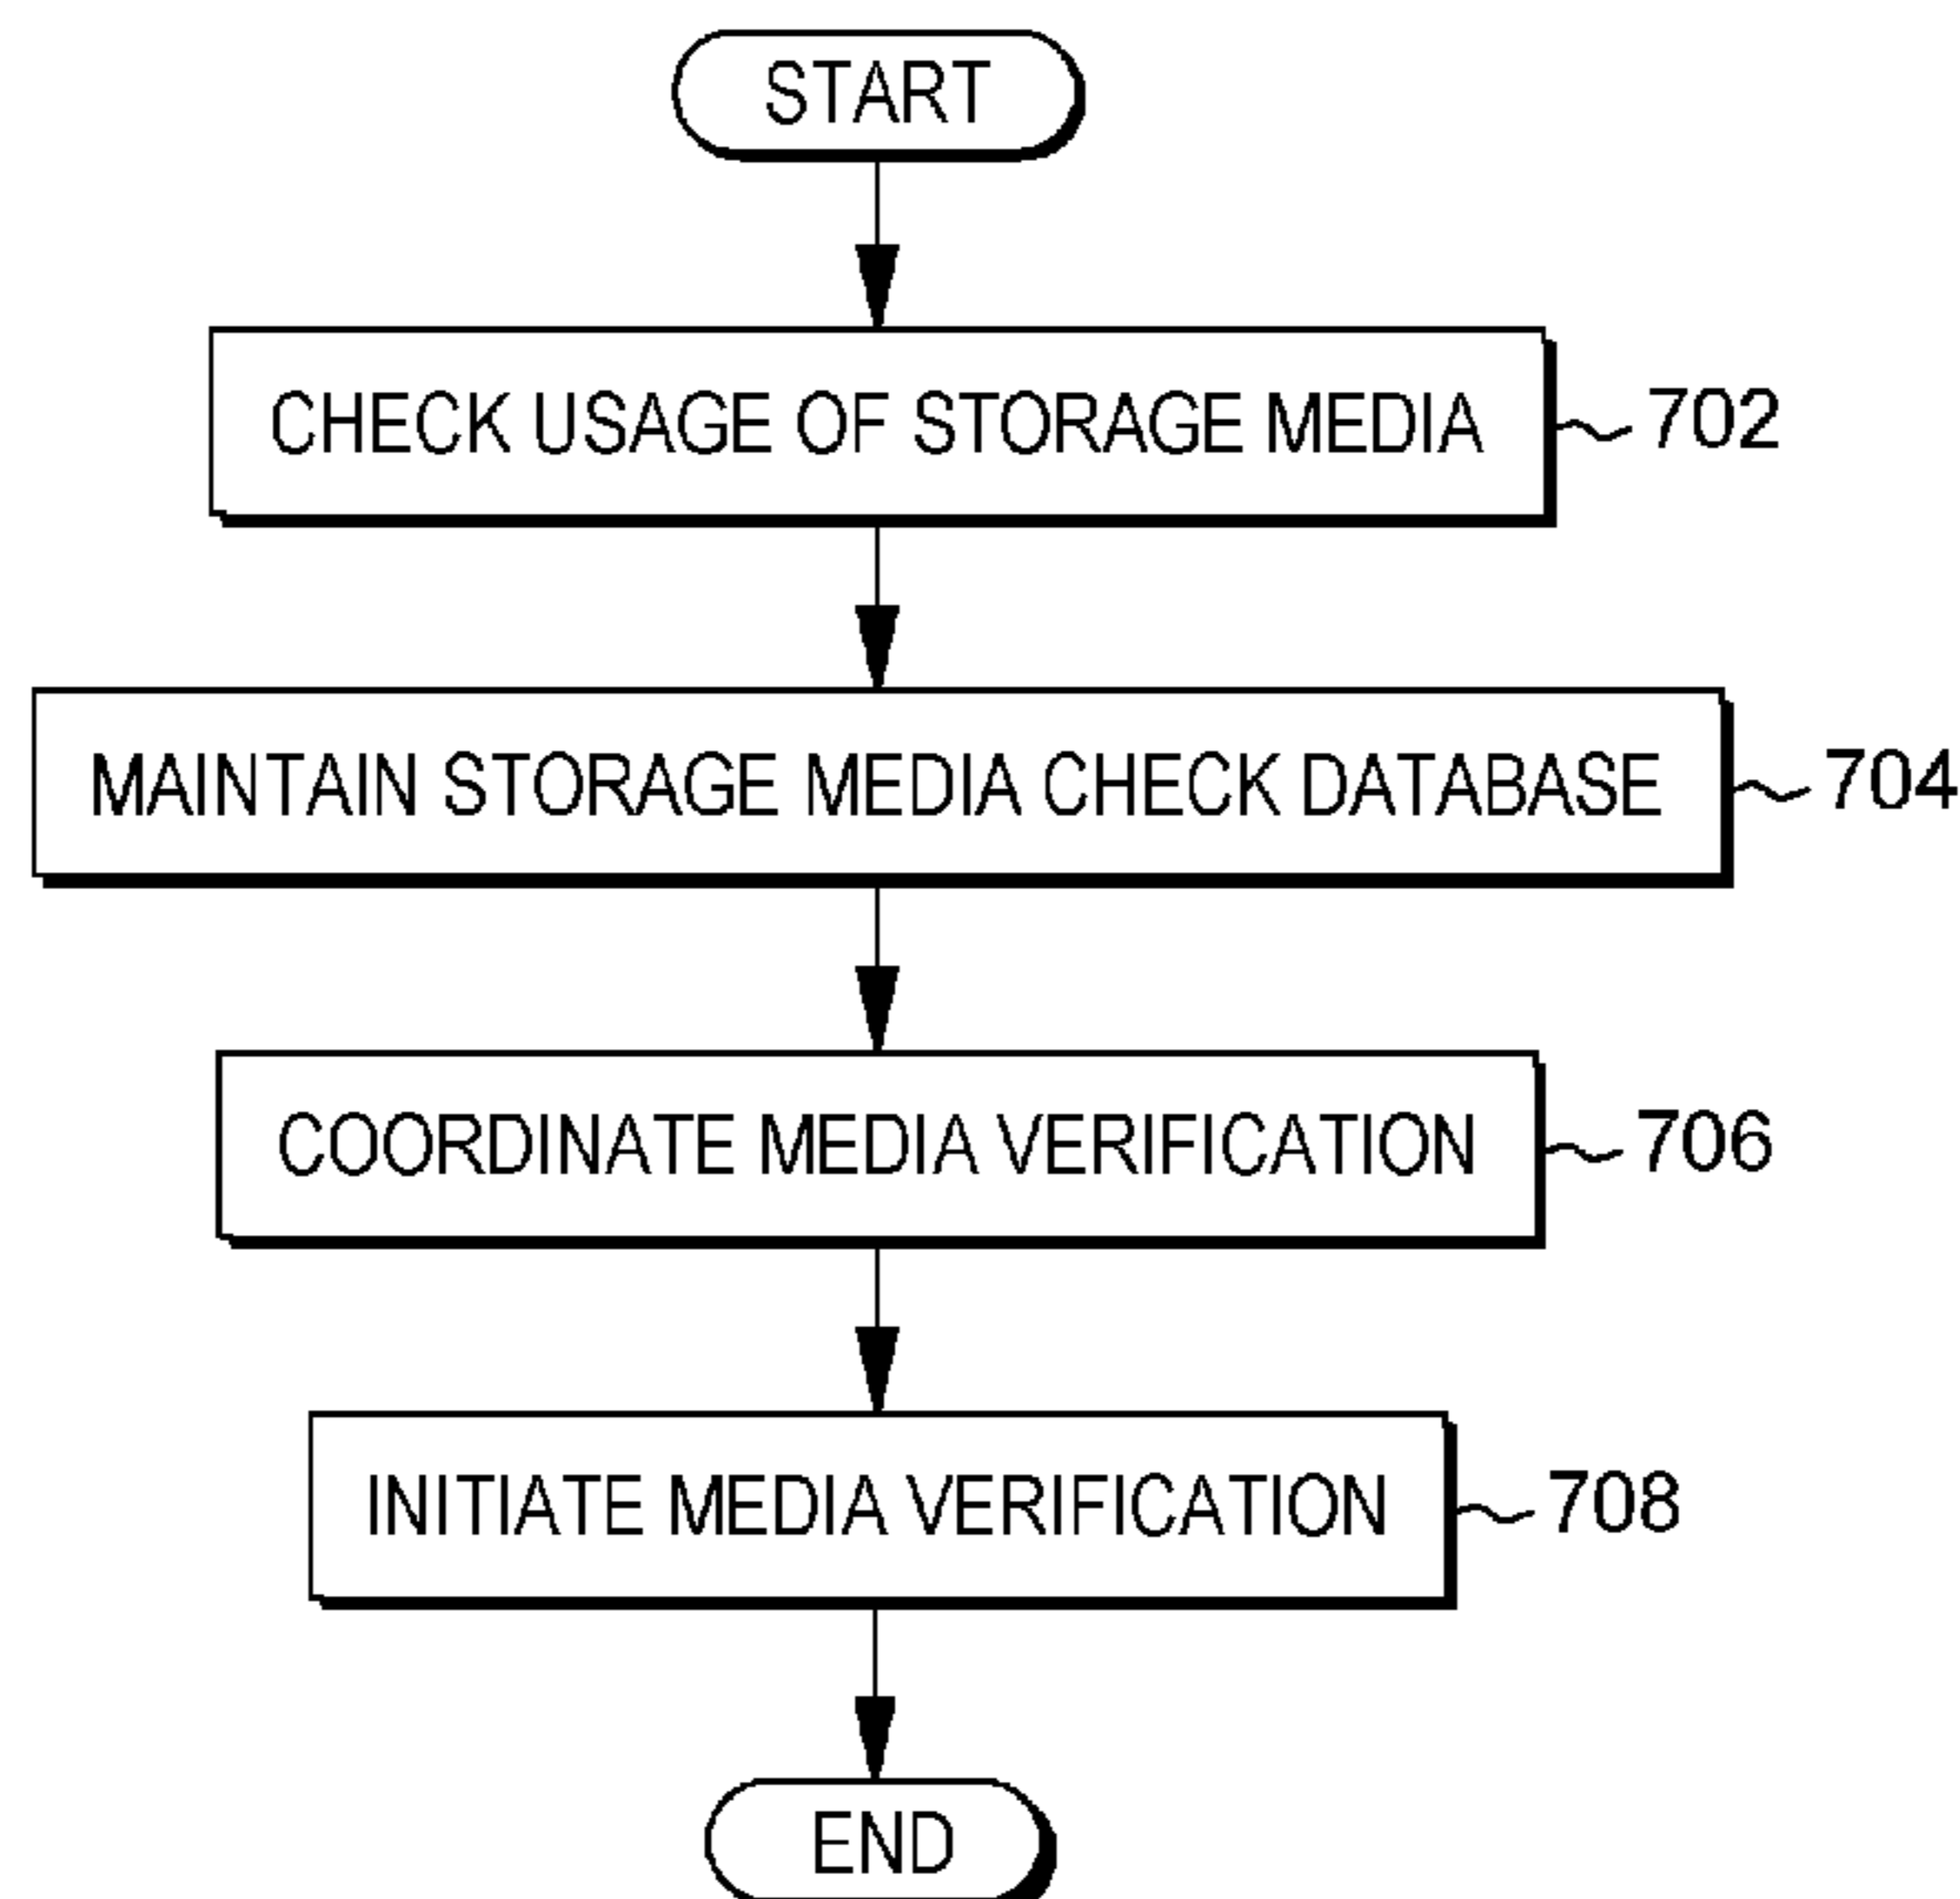 START
CHECK USAGE OF STORAGE MEDIA 702
MAINTAIN STORAGE MEDIA CHECK DATABASE 704
COORDINATE MEDIA VERIFICATION 706
INITIATE MEDIA VERIFICATION 708
END